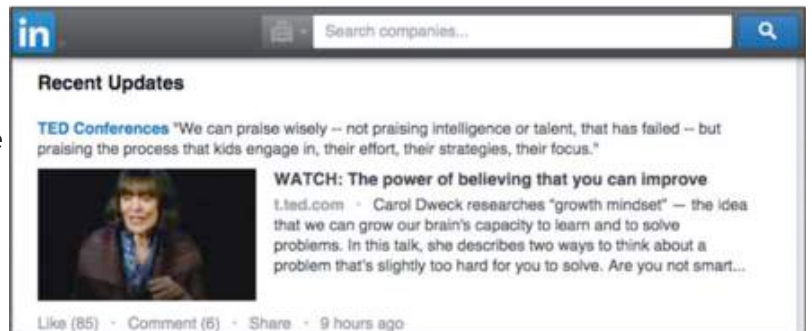 in
Search companies...
Recent Updates
TED Conferences "We can praise wisely -- not praising intelligence or talent, that has failed -- but
praising the process that kids engage in, their effort, their strategies, their focus."
WATCH: The power of believing that you can improve
t.ted.com · Carol Dweck researches "growth mindset" — the idea
that we can grow our brain's capacity to learn and to solve
problems. In this talk, she describes two ways to think about a
problem that's slightly too hard for you to solve. Are you not smart...
Like (85) · Comment (6) · Share · 9 hours ago